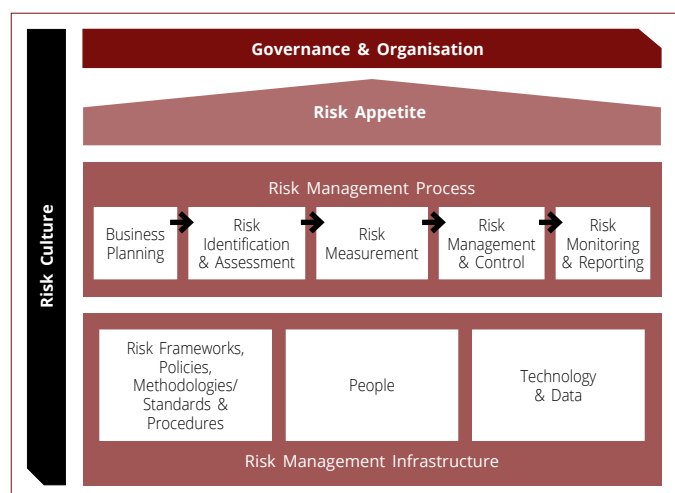 Risk Culture
Governance & Organisation
Risk Appetite
Risk Management Process
Business
Planning
Risk
Identification
& Assessment
Risk
Measurement
Risk
Management
& Control
Risk
Monitoring
& Reporting
Risk Frameworks,
Policies,
Methodologies/
Standards &
Procedures
People
Technology
& Data
Risk Management Infrastructure